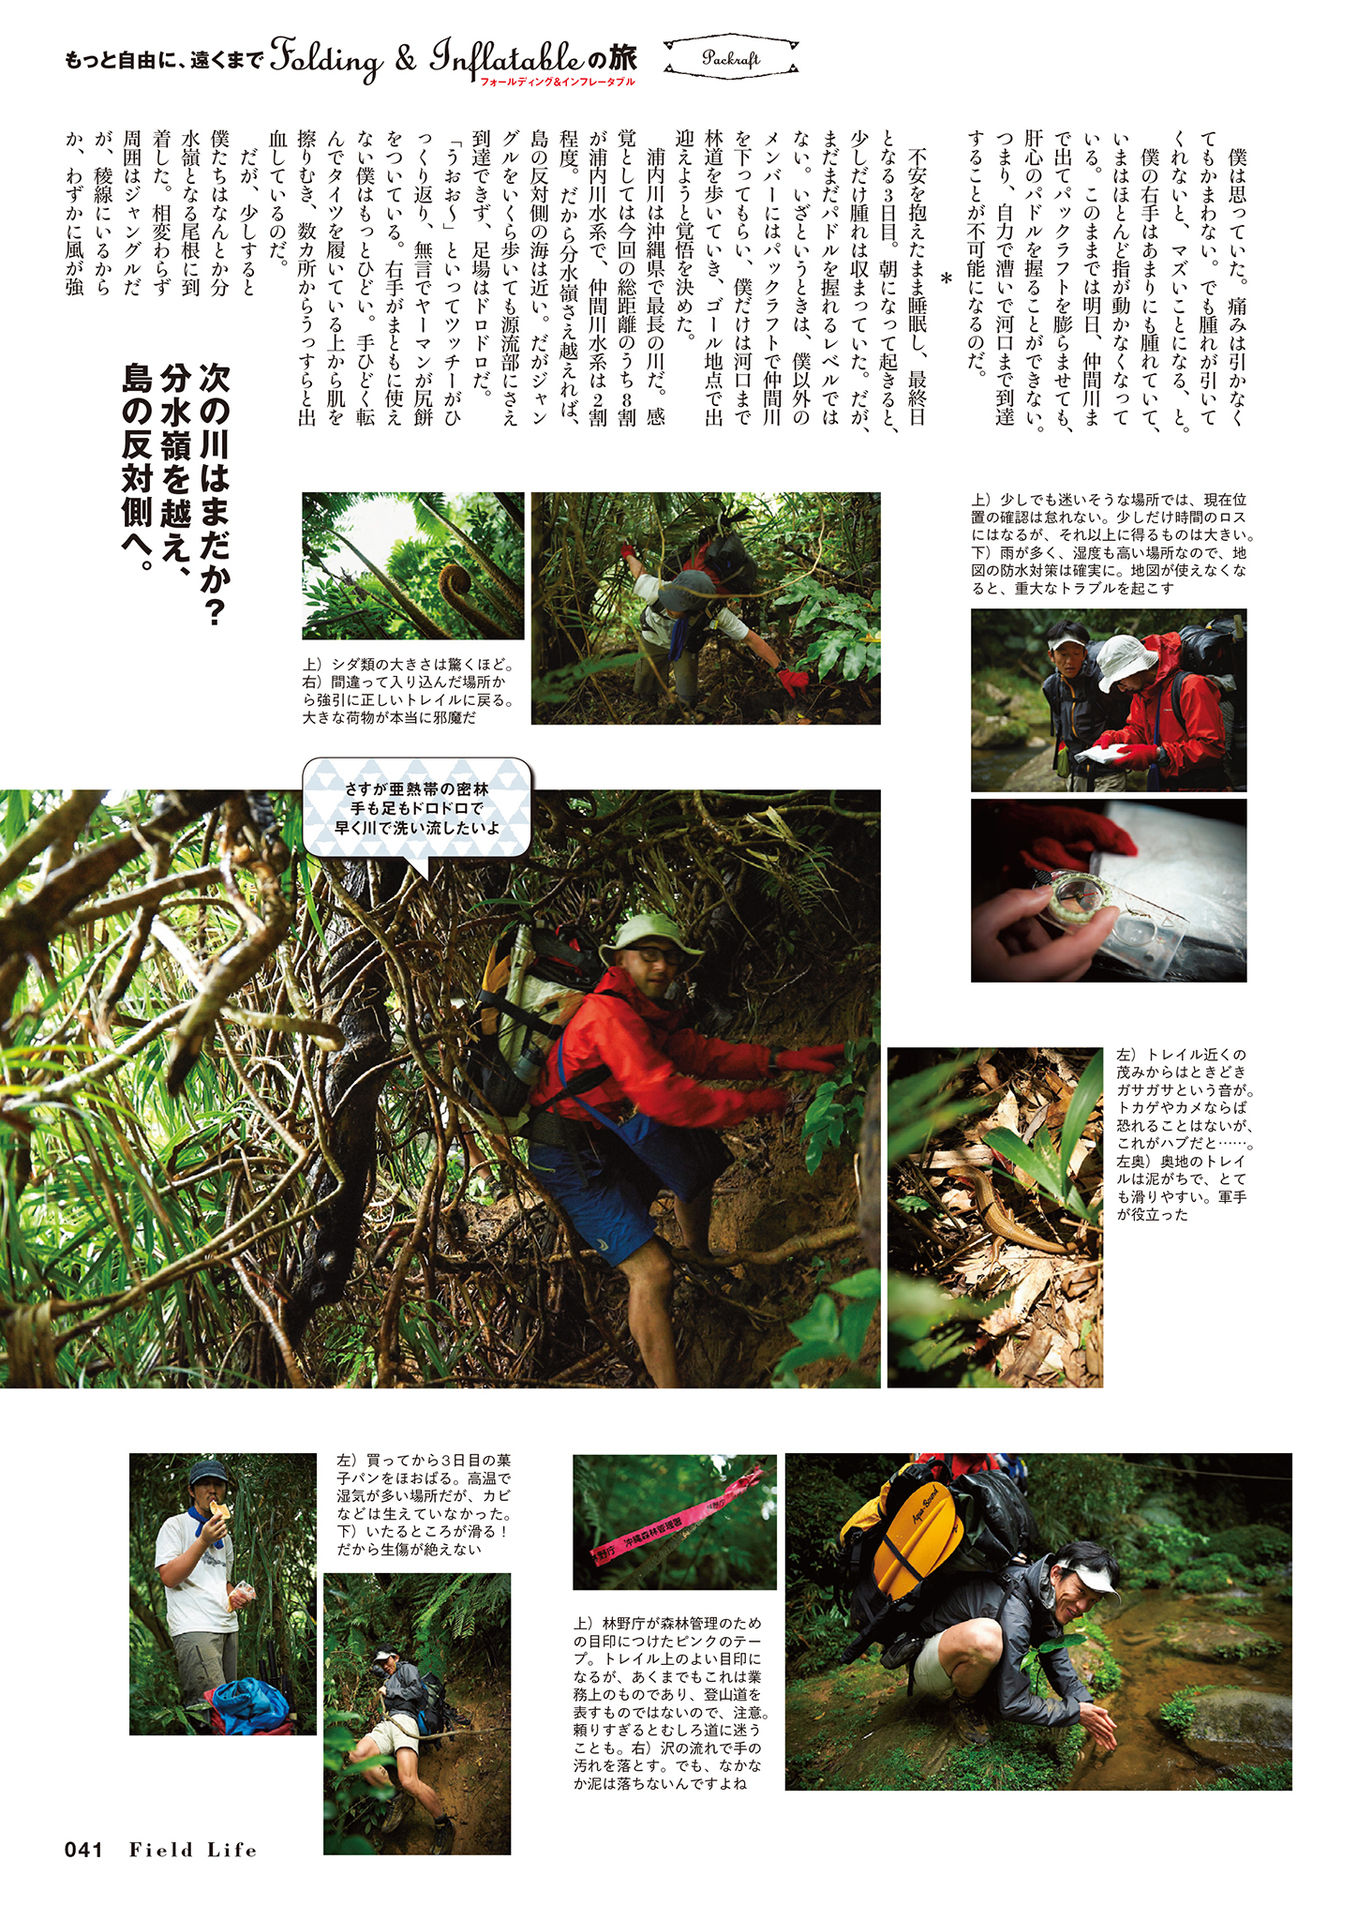 もっと自由に、遠くまで Folding & Inflatable の旅
フォールディング&インフレータブル
Packraft
僕は思っていた。痛みは引かなく
てもかまわない。でも腫れが引いて
くれないと、マズいことになる、と。
僕の右手はあまりにも腫れていて、
いまはほとんど指が動かなくなって
いる。このままでは明日、仲間川ま
で出てパックラフトを膨らませても、
肝心のパドルを握ることができない。
つまり、自力で漕いで河口まで到達
することが不可能になるのだ。
*
不安を抱えたまま睡眠し、最終日
となる3日目。朝になって起きると、
少しだけ腫れは収まっていた。だが、
まだまだパドルを握れるレベルでは
ない。いざというときは、僕以外の
メンバーにはパックラフトで仲間川
を下ってもらい、僕だけは河口まで
林道を歩いていき、ゴール地点で出
迎えようと覚悟を決めた。
浦内川は沖縄県で最長の川だ。感
覚としては今回の総距離のうち8割
が浦内川水系で、仲間川水系は2割
程度。だから分水嶺さえ越えれば、
島の反対側の海は近い。だがジャン
グルをいくら歩いても源流部にさえ
到達できず、足場はドロドロだ。
「うおお〜」といってツッチーがひ
っくり返り、無言でヤーマンが尻餅
をついている。右手がまともに使え
ない僕はもっとひどい。手ひどく転
んでタイツを履いている上から肌を
擦りむき、数カ所からうっすらと出
血しているのだ。
だが、少しすると
僕たちはなんとか分
水嶺となる尾根に到
着した。相変わらず
周囲はジャングルだ
が、稜線にいるから
か、わずかに風が強
次の川はまだか?
分水嶺を越え、
島の反対側へ。
上）少しでも迷いそうな場所では、現在位
置の確認は怠れない。少しだけ時間のロス
にはなるが、それ以上に得るものは大きい。
下）雨が多く、湿度も高い場所なので、地
図の防水対策は確実に。地図が使えなくな
ると、重大なトラブルを起こす
上）シダ類の大きさは驚くほど。
右）間違って入り込んだ場所か
ら強引に正しいトレイルに戻る。
大きな荷物が本当に邪魔だ
さすが亜熱帯の密林
手も足もドロドロで
早く川で洗い流したいよ
左）トレイル近くの
茂みからはときどき
ガサガサという音が。
トカゲやカメならば
恐れることはないが、
これがハブだと……。
左奥）奥地のトレイ
ルは泥がちで、とて
も滑りやすい。軍手
が役立った
左）買ってから3日目の菓
子パンをほおばる。高温で
湿気が多い場所だが、カビ
などは生えていなかった。
下）いたるところが滑る！
だから生傷が絶えない
林野庁 沖縄森林管理署 林野庁
Aqua-Bound
上）林野庁が森林管理のため
の目印につけたピンクのテー
プ。トレイル上のよい目印に
なるが、あくまでもこれは業
務上のものであり、登山道を
表すものではないので、注意。
頼りすぎるとむしろ道に迷う
ことも。右）沢の流れで手の
汚れを落とす。でも、なかな
か泥は落ちないんですよね
041 Field Life